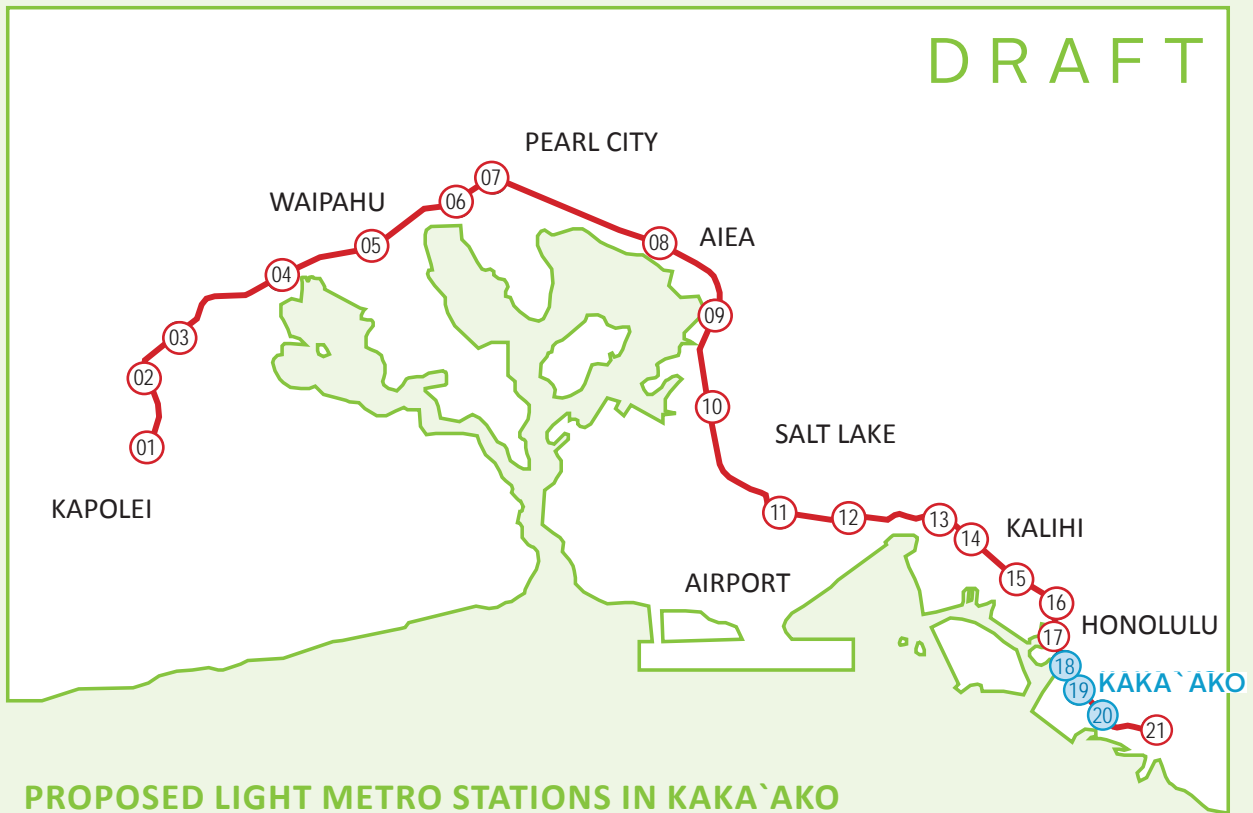 DRAFT
PEARL CITY
07
WAIPAHU
06
05
08
AIEA
04
09
03
02
10
01
SALT LAKE
KAPOLEI
11
12
13
14
KALIHI
AIRPORT
15
16
17
HONOLULU
18
19
KAKA`AKO
20
21
PROPOSED LIGHT METRO STATIONS IN KAKA`AKO